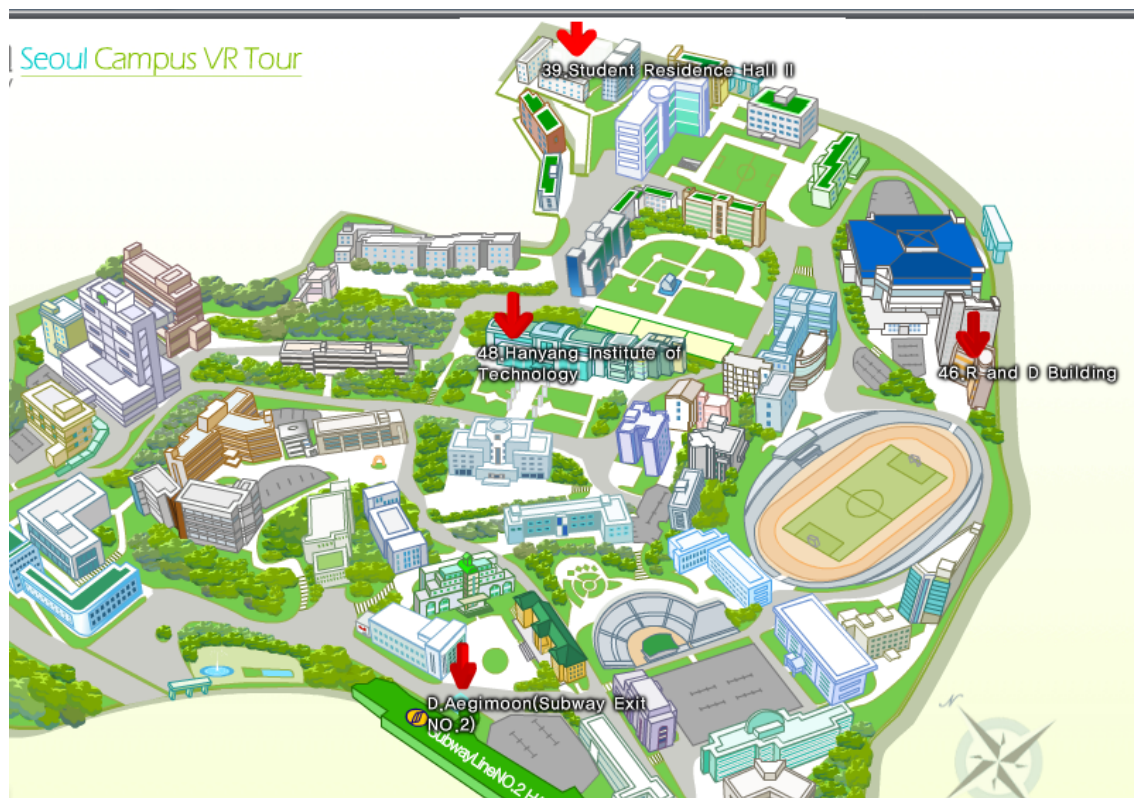 Seoul Campus VR Tour
39.Student Residence Hall II
48.Hanyang Institute of
Technology
46.R and D Building
D.Aegimoon(Subway Exit
NO.2)
SubwayLineNO.2 H
N